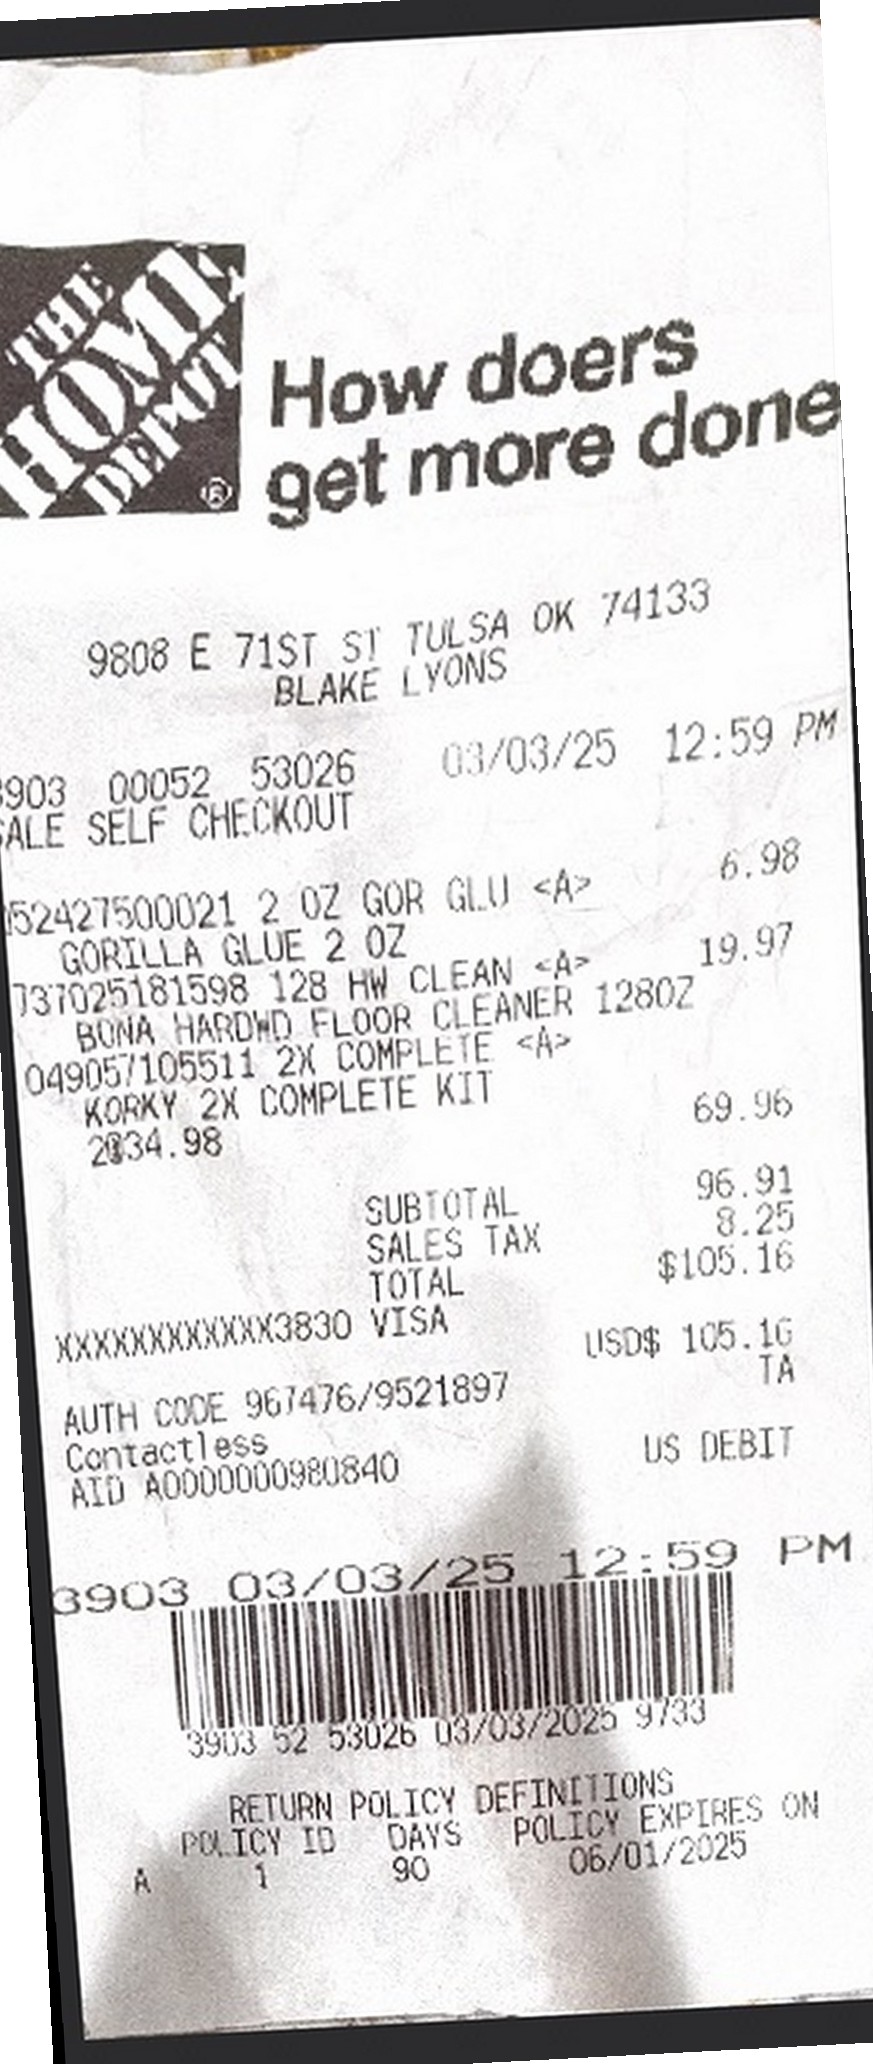 THE
HOME
DEPOT
®
How doers
get more done
9808 E 71ST ST TULSA OK 74133
BLAKE LYONS
3903 00052 53026 03/03/25 12:59 PM
SALE SELF CHECKOUT
052427500021 2 OZ GOR GLU <A> 6.98
GORILLA GLUE 2 OZ
737025181598 128 HW CLEAN <A> 19.97
BONA HARDWD FLOOR CLEANER 128OZ
049057105511 2X COMPLETE <A>
KORKY 2X COMPLETE KIT
2@34.98 69.96
SUBTOTAL 96.91
SALES TAX 8.25
TOTAL $105.16
XXXXXXXXXXXX3830 VISA
USD$ 105.16
AUTH CODE 967476/9521897 TA
Contactless
AID A0000000980840 US DEBIT
3903 03/03/25 12:59 PM
3903 52 53026 03/03/2025 9733
RETURN POLICY DEFINITIONS
POLICY ID DAYS POLICY EXPIRES ON
A 1 90 06/01/2025